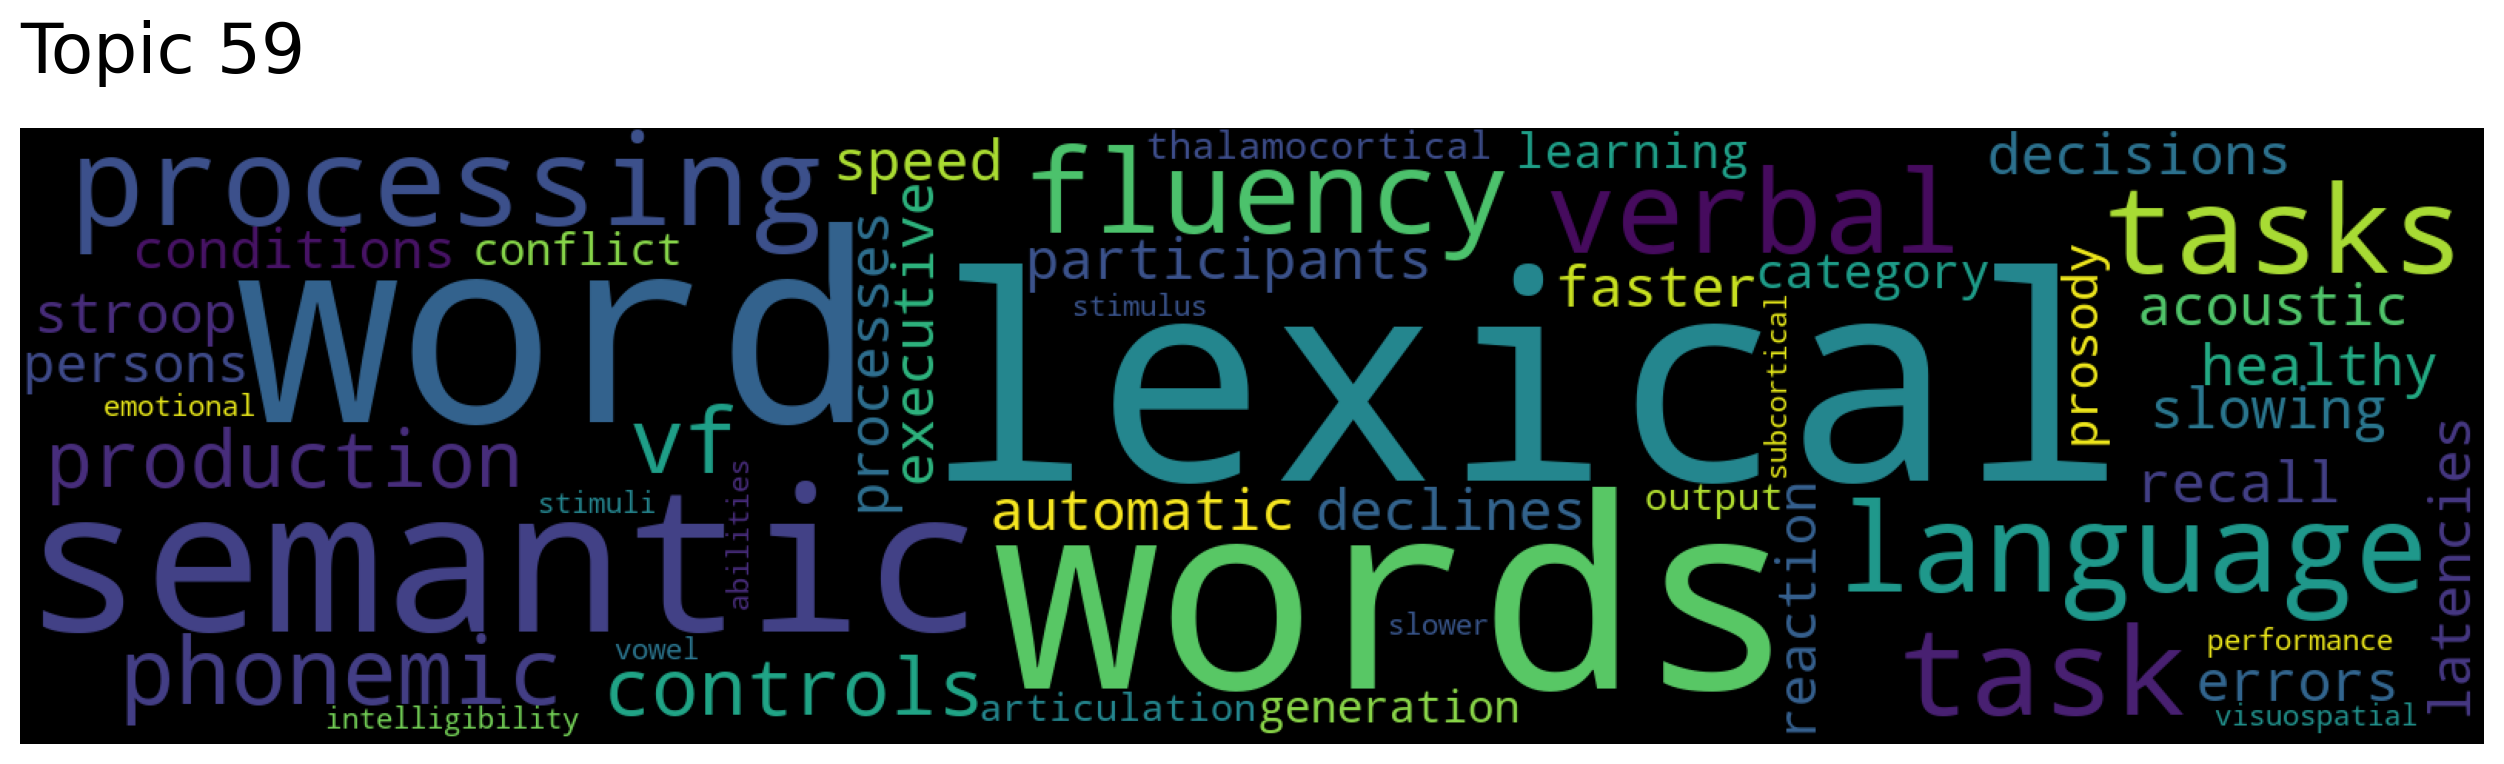 Topic 59
processing
speed
thalamocortical
fluency
learning
verbal
decisions
tasks
conditions
conflict
processes
executive
participants
faster
category
prosody
acoustic
stroop
word
stimulus
lexical
subcortical
healthy
persons
emotional
vf
slowing
production
stimuli
abilities
automatic
declines
output
reaction
recall
latencies
semantic
words
language
slower
phonemic
vowel
controls
task
performance
errors
intelligibility
articulation
generation
visuospatial